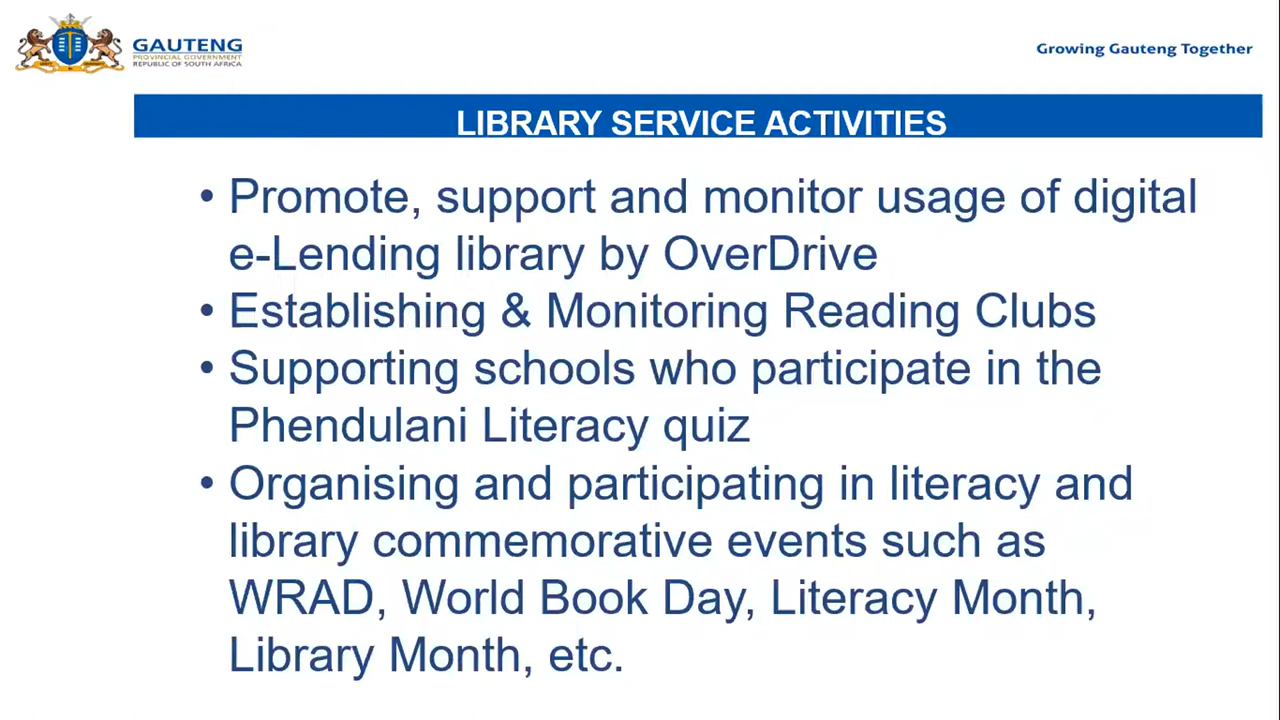 GAUTENG
PROVINCIAL GOVERNMENT
REPUBLIC OF SOUTH AFRICA
Growing Gauteng Together
LIBRARY SERVICE ACTIVITIES
• Promote, support and monitor usage of digital
e-Lending library by OverDrive
• Establishing & Monitoring Reading Clubs
• Supporting schools who participate in the
Phendulani Literacy quiz
• Organising and participating in literacy and
library commemorative events such as
WRAD, World Book Day, Literacy Month,
Library Month, etc.